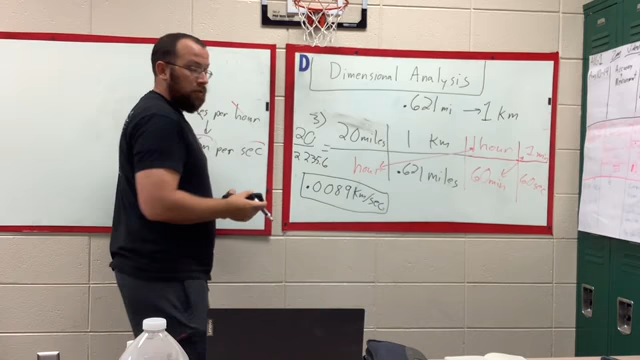 D
Dimensional Analysis
.621 mi → 1 km
per hour
per sec
20 miles | 1 km | 1 hour | 1 min
20
2235.6
=
hour | .621 miles | 60 min | 60 sec
.0089 km/sec